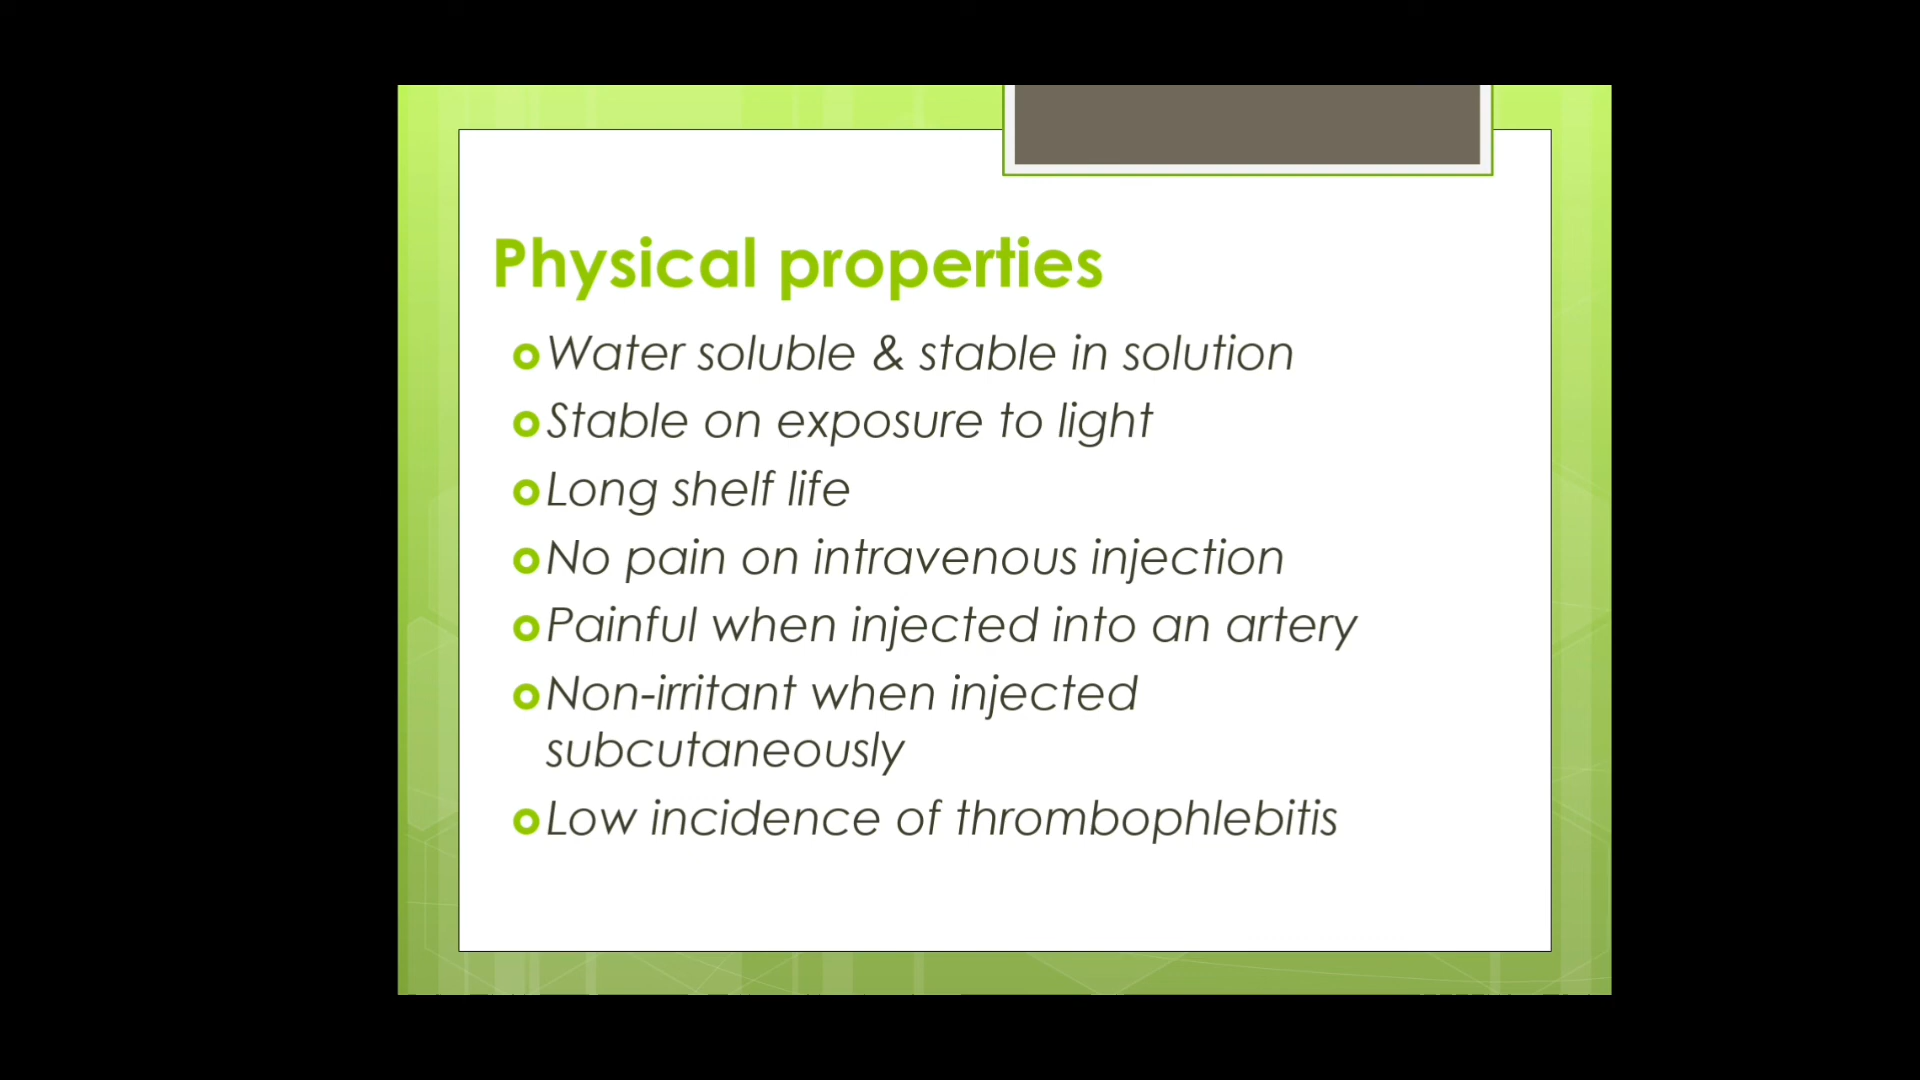 Physical properties
Water soluble & stable in solution
Stable on exposure to light
Long shelf life
No pain on intravenous injection
Painful when injected into an artery
Non-irritant when injected
subcutaneously
Low incidence of thrombophlebitis